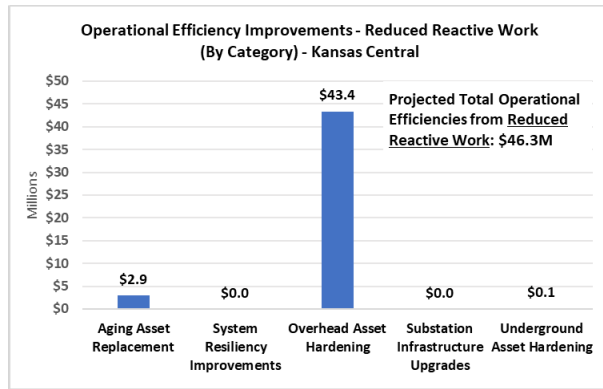 Operational Efficiency Improvements - Reduced Reactive Work
(By Category) - Kansas Central
$50
$45
$40
$35
$30
$25
$20
$15
$10
$5
$0
Millions
$2.9
$0.0
$43.4
$0.0
$0.1
Projected Total Operational
Efficiencies from Reduced
Reactive Work: $46.3M
Aging Asset
Replacement
System
Resiliency
Improvements
Overhead Asset
Hardening
Substation
Infrastructure
Upgrades
Underground
Asset Hardening